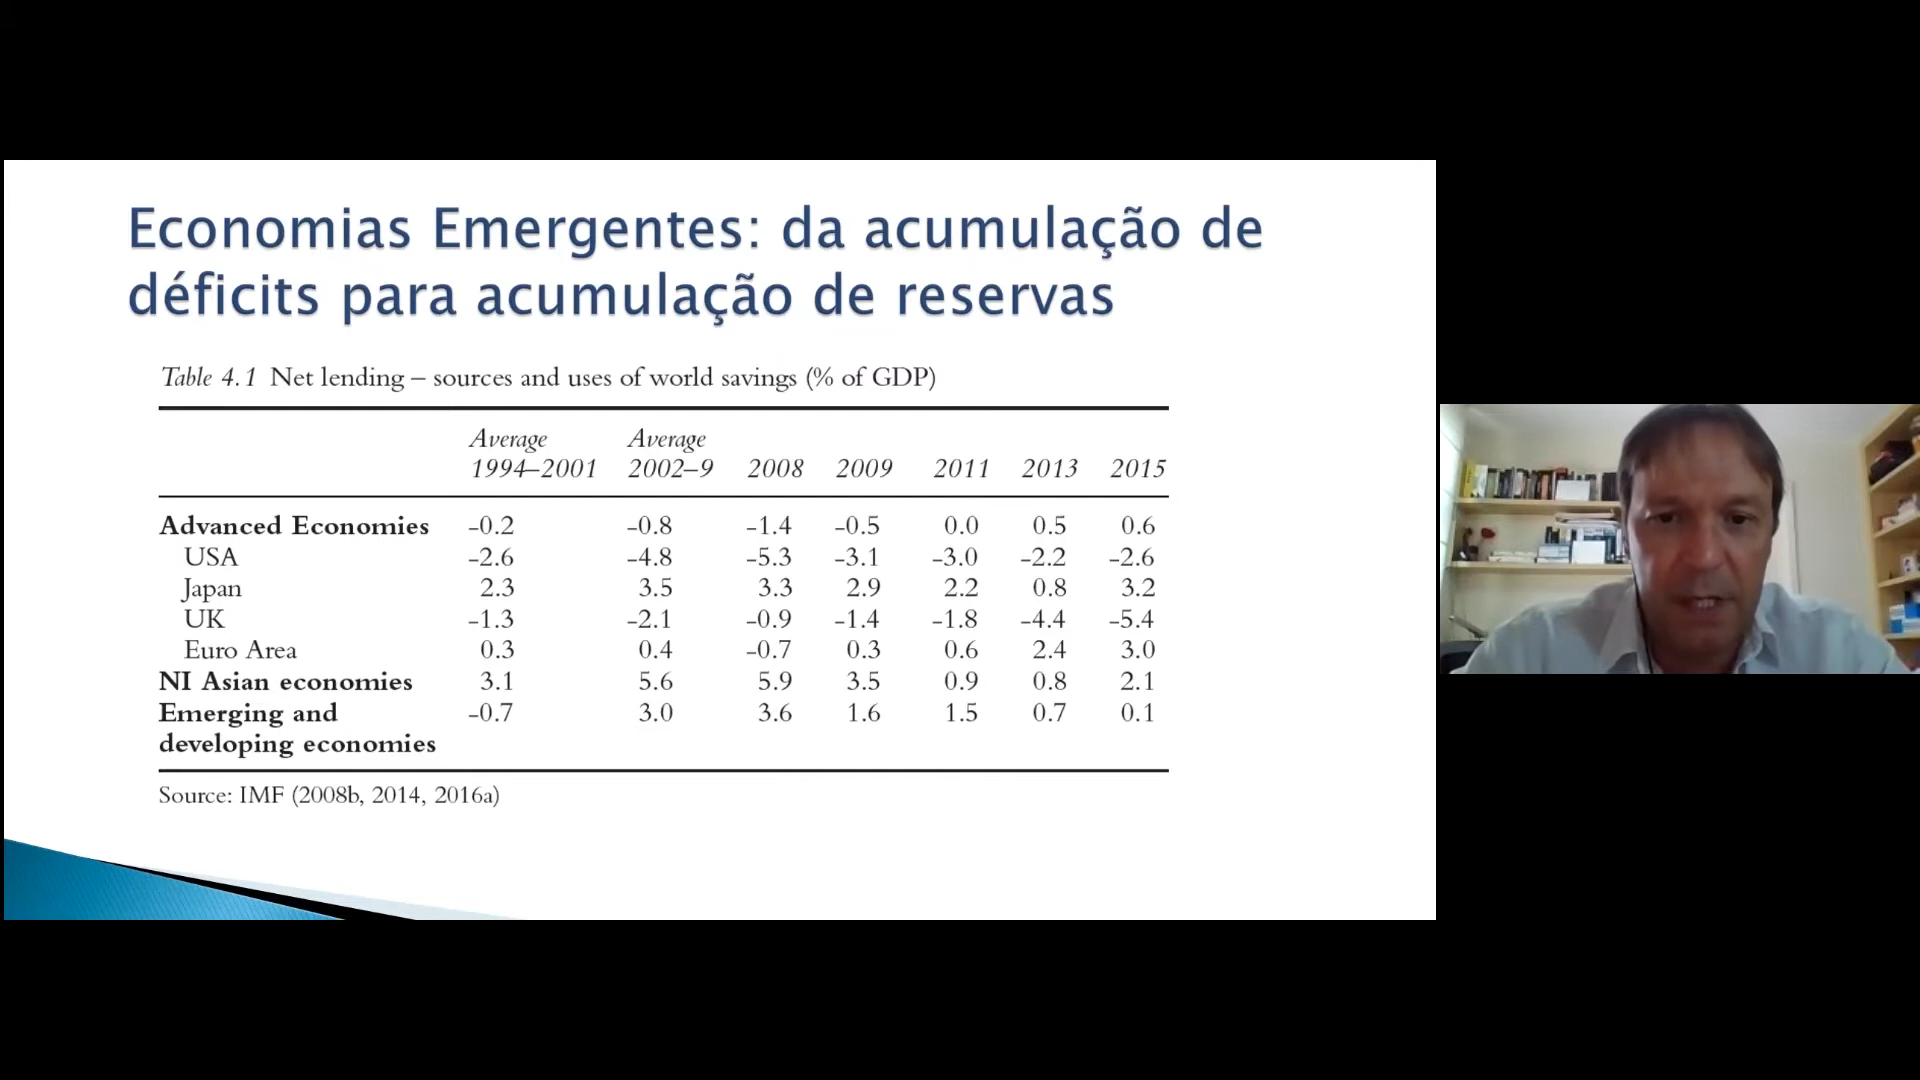 Economias Emergentes: da acumulação de
déficits para acumulação de reservas
Table 4.1 Net lending – sources and uses of world savings (% of GDP)
Average Average
1994–2001 2002–9 2008 2009 2011 2013 2015
Advanced Economies –0.2 –0.8 –1.4 –0.5 0.0 0.5 0.6
USA –2.6 –4.8 –5.3 –3.1 –3.0 –2.2 –2.6
Japan 2.3 3.5 3.3 2.9 2.2 0.8 3.2
UK –1.3 –2.1 –0.9 –1.4 –1.8 –4.4 –5.4
Euro Area 0.3 0.4 –0.7 0.3 0.6 2.4 3.0
NI Asian economies 3.1 5.6 5.9 3.5 0.9 0.8 2.1
Emerging and –0.7 3.0 3.6 1.6 1.5 0.7 0.1
developing economies
Source: IMF (2008b, 2014, 2016a)